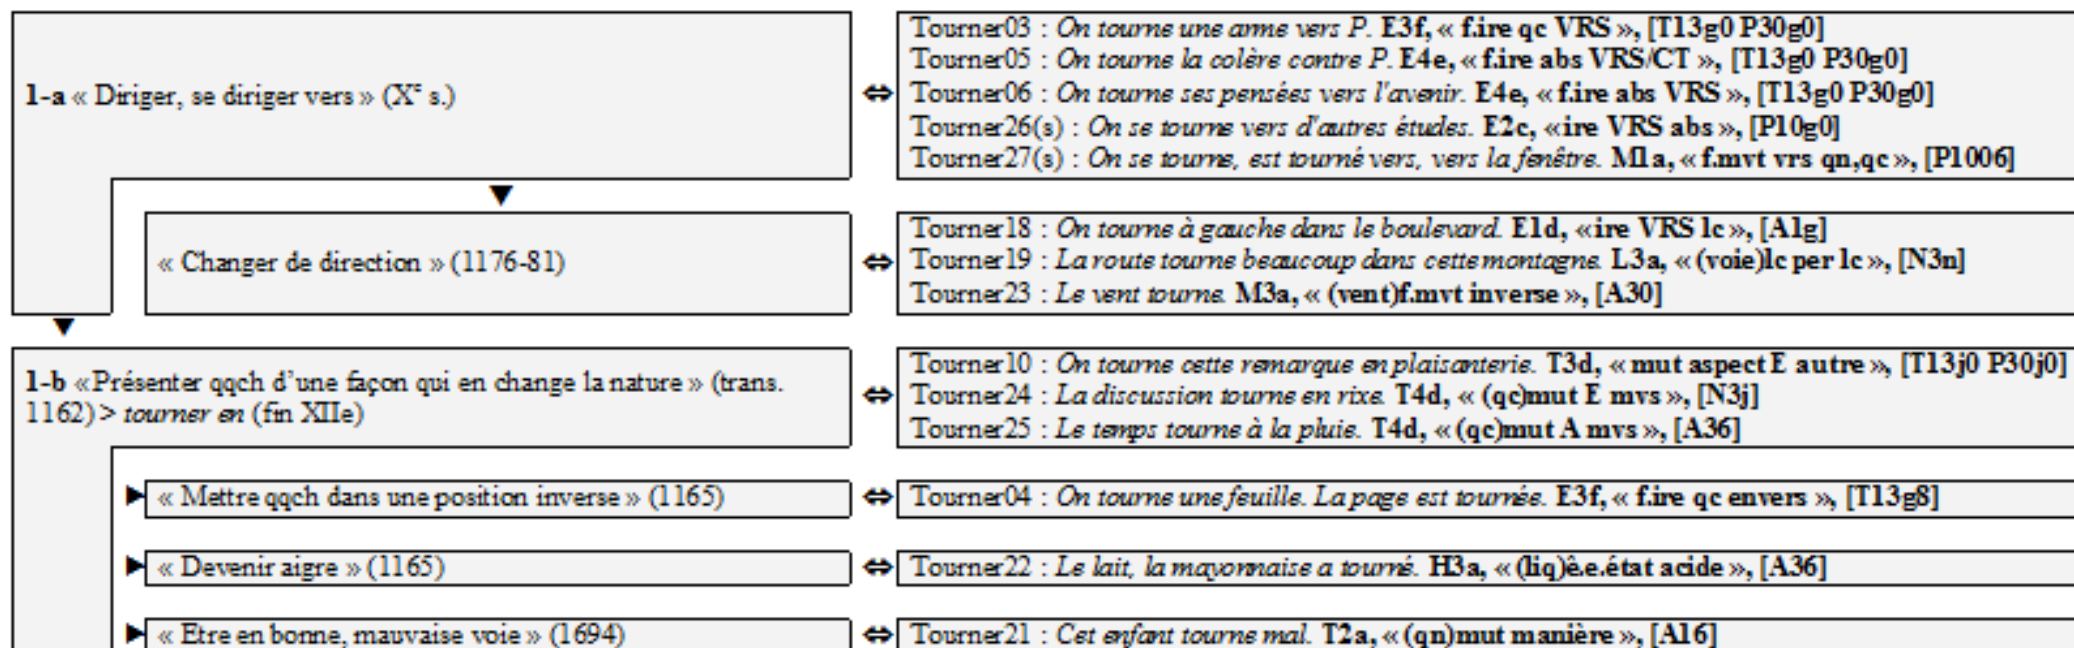 1-a « Diriger, se diriger vers » (Xᵉ s.)
⇔
Tourner03 : On tourne une arme vers P. E3f, « f.ire qc VRS », [T13g0 P30g0]
Tourner05 : On tourne la colère contre P. E4e, « f.ire abs VRS/CT », [T13g0 P30g0]
Tourner06 : On tourne ses pensées vers l'avenir. E4e, « f.ire abs VRS », [T13g0 P30g0]
Tourner26(s) : On se tourne vers d'autres études. E2c, «ire VRS abs », [P10g0]
Tourner27(s) : On se tourne, est tourné vers, vers la fenêtre. M1a, « f.mvt vrs qn,qc », [P1006]
« Changer de direction » (1176-81)
⇔
Tourner18 : On tourne à gauche dans le boulevard. E1d, «ire VRS lc », [A1g]
Tourner19 : La route tourne beaucoup dans cette montagne. L3a, « (voie)lc per lc », [N3n]
Tourner23 : Le vent tourne. M3a, « (vent)f.mvt inverse », [A30]
1-b «Présenter qqch d'une façon qui en change la nature » (trans.
1162) > tourner en (fin XIIe)
⇔
Tourner10 : On tourne cette remarque en plaisanterie. T3d, « mut aspect E autre », [T13j0 P30j0]
Tourner24 : La discussion tourne en rixe. T4d, « (qc)mut E mvs », [N3j]
Tourner25 : Le temps tourne à la pluie. T4d, « (qc)mut A mvs », [A36]
« Mettre qqch dans une position inverse » (1165)
⇔
Tourner04 : On tourne une feuille. La page est tournée. E3f, « f.ire qc envers », [T13g8]
« Devenir aigre » (1165)
⇔
Tourner22 : Le lait, la mayonnaise a tourné. H3a, « (liq)ê.e.état acide », [A36]
« Etre en bonne, mauvaise voie » (1694)
⇔
Tourner21 : Cet enfant tourne mal. T2a, « (qn)mut manière », [A16]